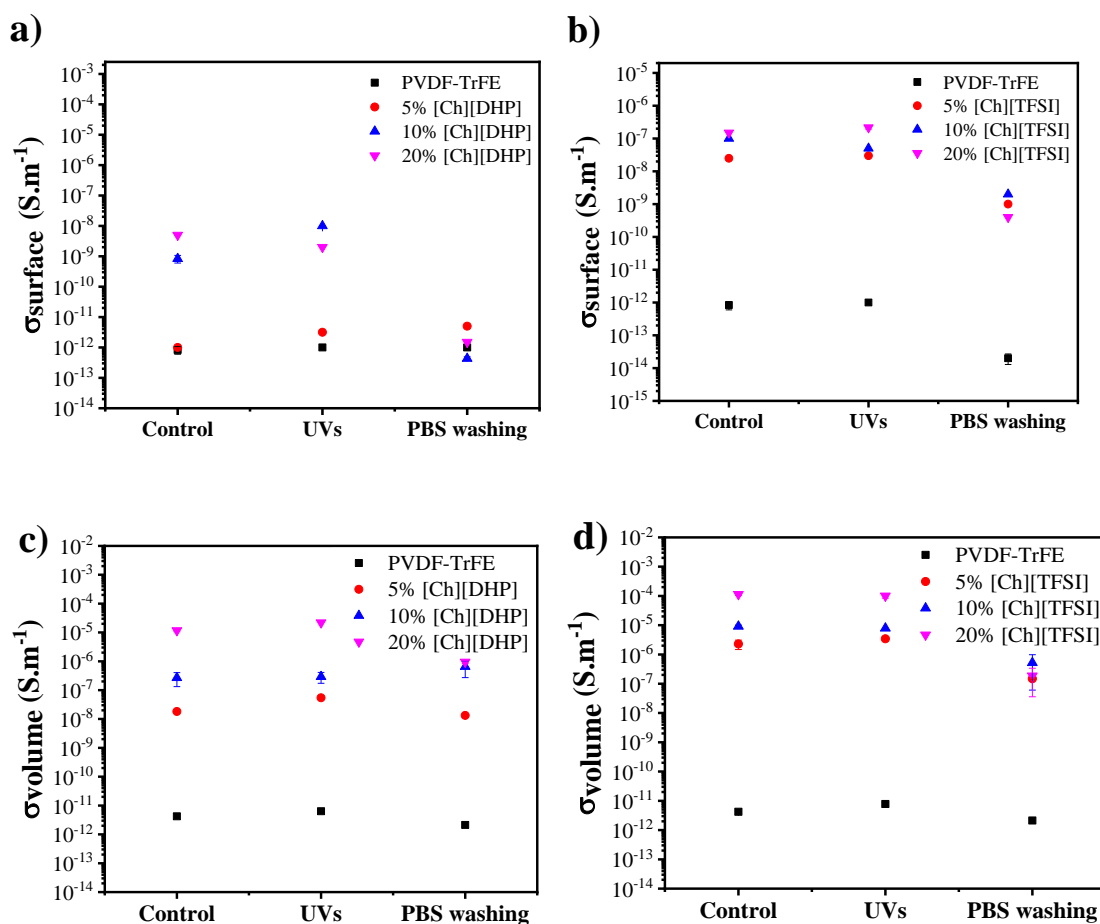 a)
σsurface (S.m-1)
10-3
10-4
10-5
10-6
10-7
10-8
10-9
10-10
10-11
10-12
10-13
10-14
PVDF-TrFE
5% [Ch][DHP]
10% [Ch][DHP]
20% [Ch][DHP]
Control UVs PBS washing
b)
σsurface (S.m-1)
10-5
10-6
10-7
10-8
10-9
10-10
10-11
10-12
10-13
10-14
10-15
PVDF-TrFE
5% [Ch][TFSI]
10% [Ch][TFSI]
20% [Ch][TFSI]
Control UVs PBS washing
c)
σvolume (S.m-1)
10-2
10-3
10-4
10-5
10-6
10-7
10-8
10-9
10-10
10-11
10-12
10-13
10-14
PVDF-TrFE
5% [Ch][DHP]
10% [Ch][DHP]
20% [Ch][DHP]
Control UVs PBS washing
d)
σvolume (S.m-1)
10-2
10-3
10-4
10-5
10-6
10-7
10-8
10-9
10-10
10-11
10-12
10-13
10-14
PVDF-TrFE
5% [Ch][TFSI]
10% [Ch][TFSI]
20% [Ch][TFSI]
Control UVs PBS washing